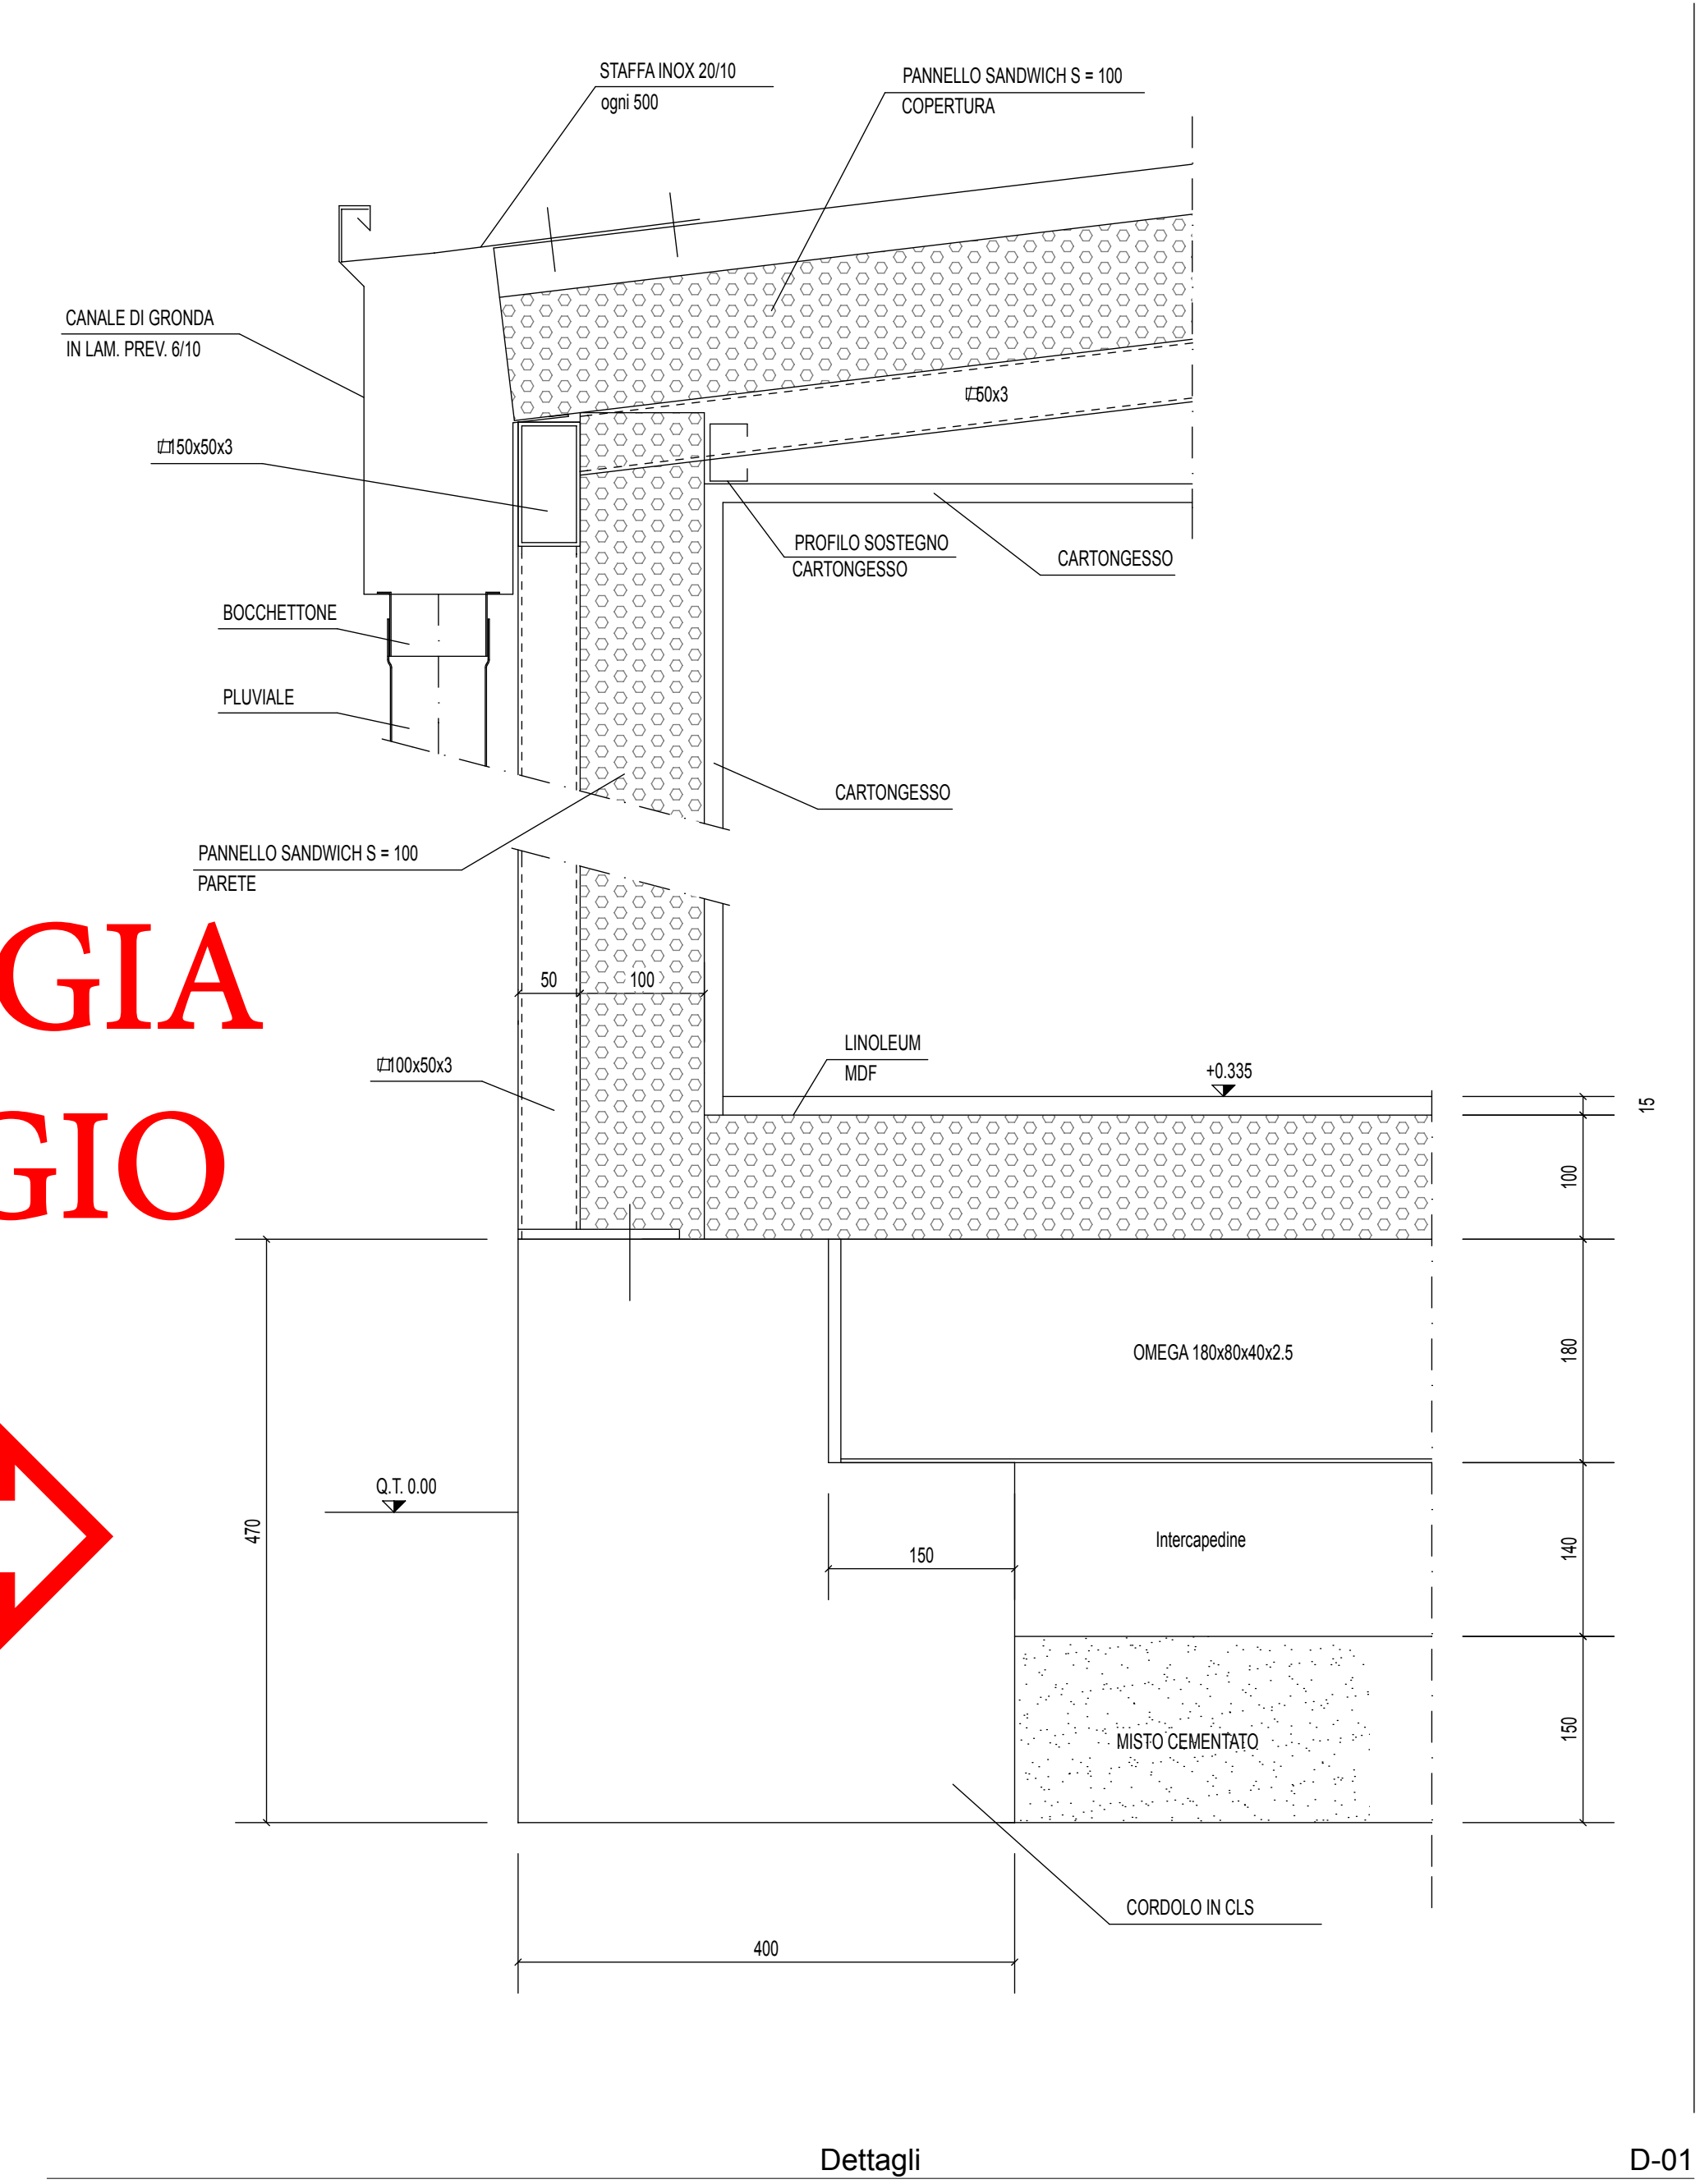 STAFFA INOX 20/10
ogni 500
PANNELLO SANDWICH S = 100
COPERTURA
CANALE DI GRONDA
IN LAM. PREV. 6/10
50x3
150x50x3
PROFILO SOSTEGNO
CARTONGESSO
CARTONGESSO
BOCCHETTONE
PLUVIALE
CARTONGESSO
PANNELLO SANDWICH S = 100
PARETE
GIA
50
100
LINOLEUM
MDF
100x50x3
+0.335
15
GIO
100
OMEGA 180x80x40x2.5
180
Q.T. 0.00
470
150
Intercapedine
140
MISTO CEMENTATO
150
CORDOLO IN CLS
400
Dettagli
D-01